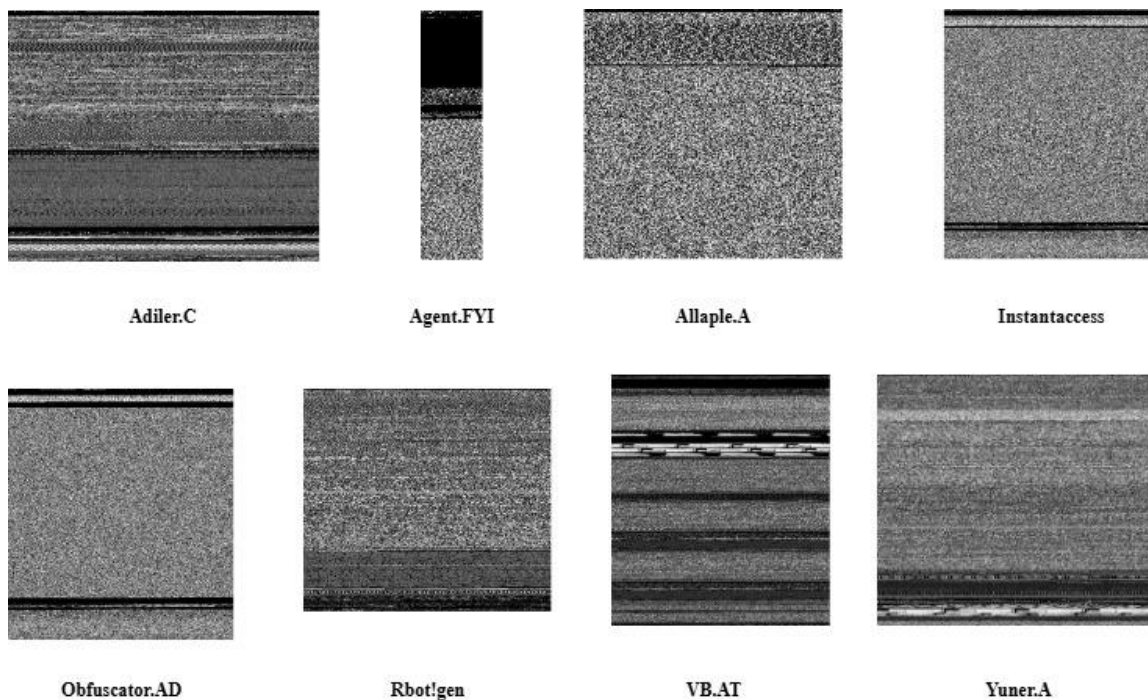 Adiler.C
Agent.FYI
Allaple.A
Instantaccess
Obfuscator.AD
Rbot!gen
VB.AT
Yuner.A